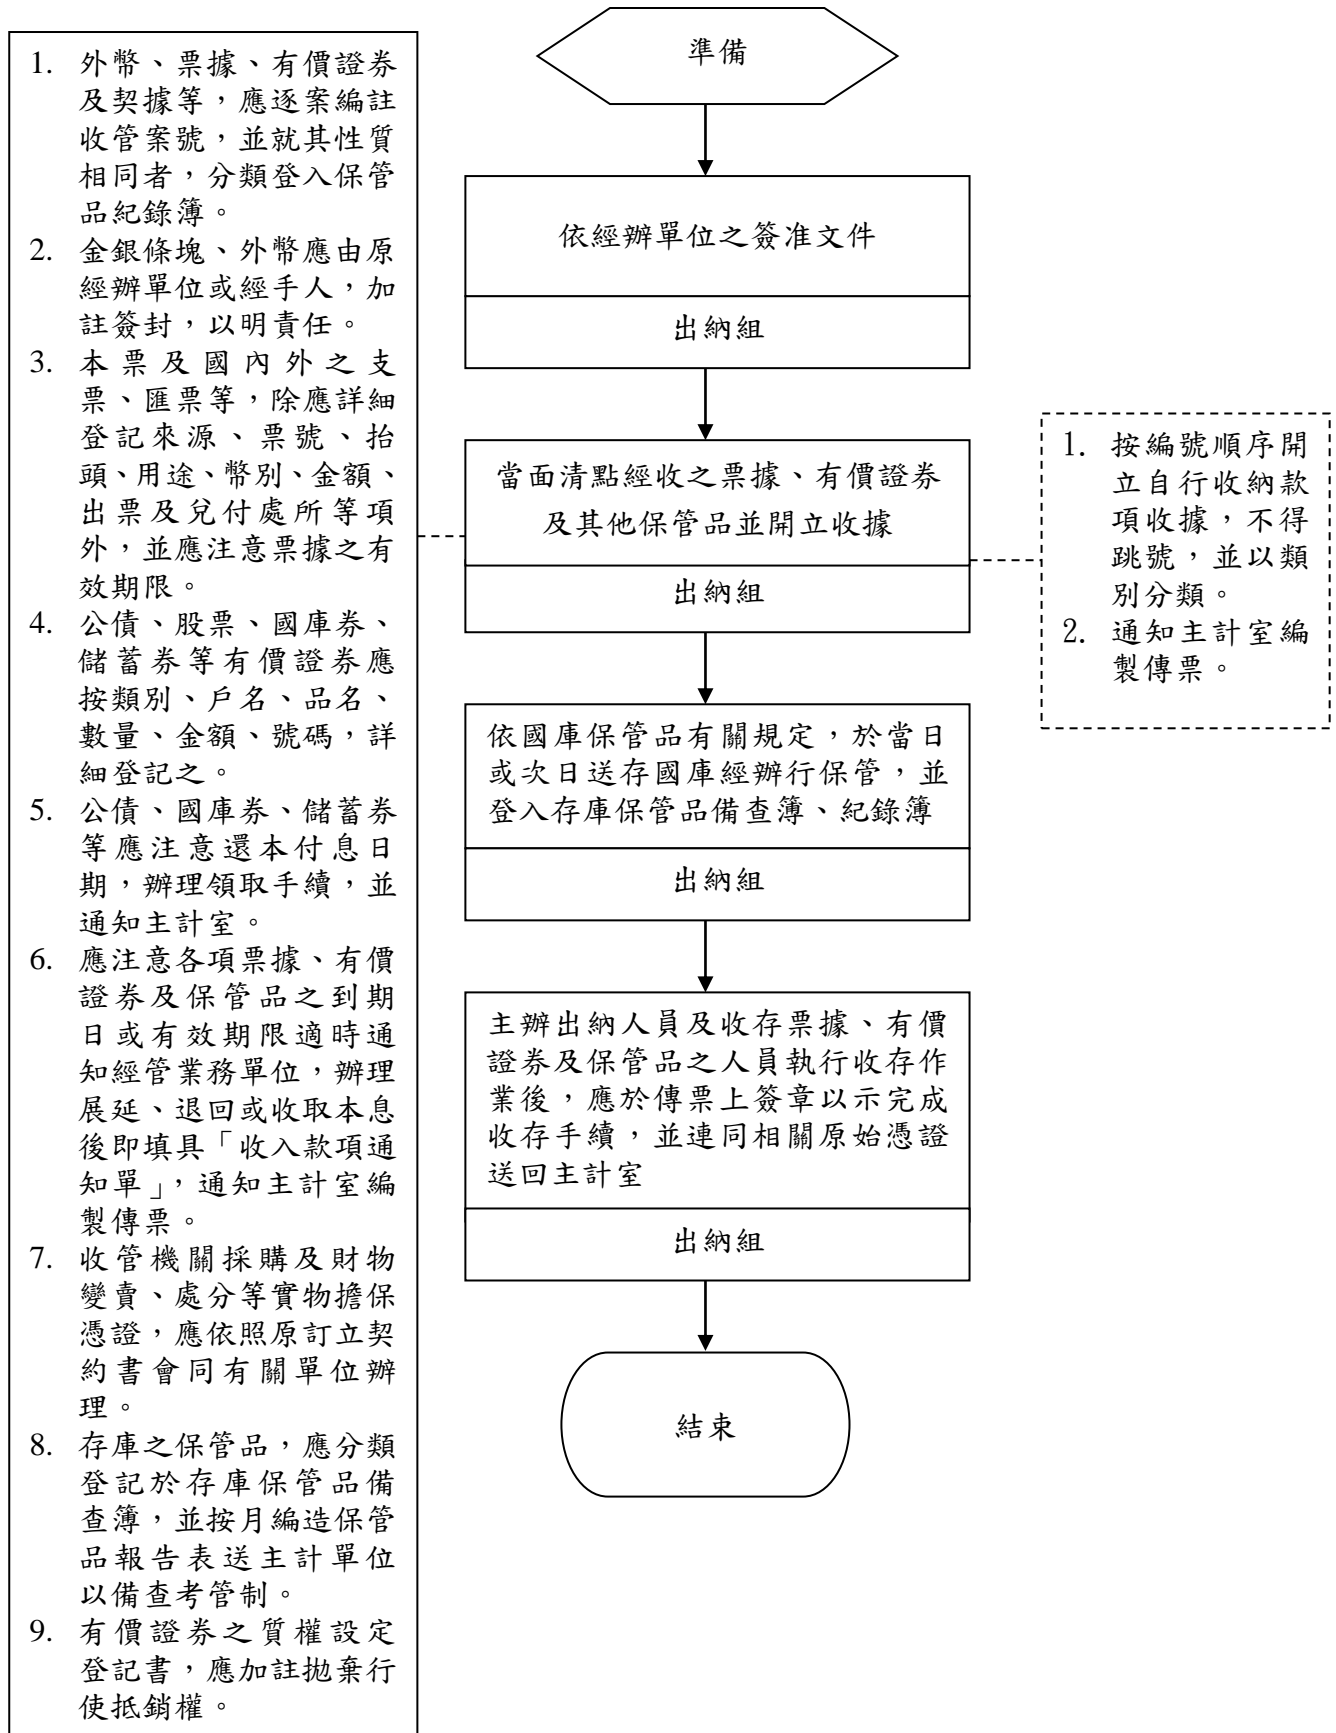 1. 外幣、票據、有價證券
及契據等，應逐案編註
收管案號，並就其性質
相同者，分類登入保管
品紀錄簿。
2. 金銀條塊、外幣應由原
經辦單位或經手人，加
註簽封，以明責任。
3. 本票及國內外之支
票、匯票等，除應詳細
登記來源、票號、抬
頭、用途、幣別、金額、
出票及兌付處所等項
外，並應注意票據之有
效期限。
4. 公債、股票、國庫券、
儲蓄券等有價證券應
按類別、戶名、品名、
數量、金額、號碼，詳
細登記之。
5. 公債、國庫券、儲蓄券
等應注意還本付息日
期，辦理領取手續，並
通知主計室。
6. 應注意各項票據、有價
證券及保管品之到期
日或有效期限適時通
知經管業務單位，辦理
展延、退回或收取本息
後即填具「收入款項通
知單」，通知主計室編
製傳票。
7. 收管機關採購及財物
變賣、處分等實物擔保
憑證，應依照原訂立契
約書會同有關單位辦
理。
8. 存庫之保管品，應分類
登記於存庫保管品備
查簿，並按月編造保管
品報告表送主計單位
以備查考管制。
9. 有價證券之質權設定
登記書，應加註拋棄行
使抵銷權。
準備
依經辦單位之簽准文件
出納組
當面清點經收之票據、有價證券
及其他保管品並開立收據
出納組
1. 按編號順序開
立自行收納款
項收據，不得
跳號，並以類
別分類。
2. 通知主計室編
製傳票。
依國庫保管品有關規定，於當日
或次日送存國庫經辦行保管，並
登入存庫保管品備查簿、紀錄簿
出納組
主辦出納人員及收存票據、有價
證券及保管品之人員執行收存作
業後，應於傳票上簽章以示完成
收存手續，並連同相關原始憑證
送回主計室
出納組
結束